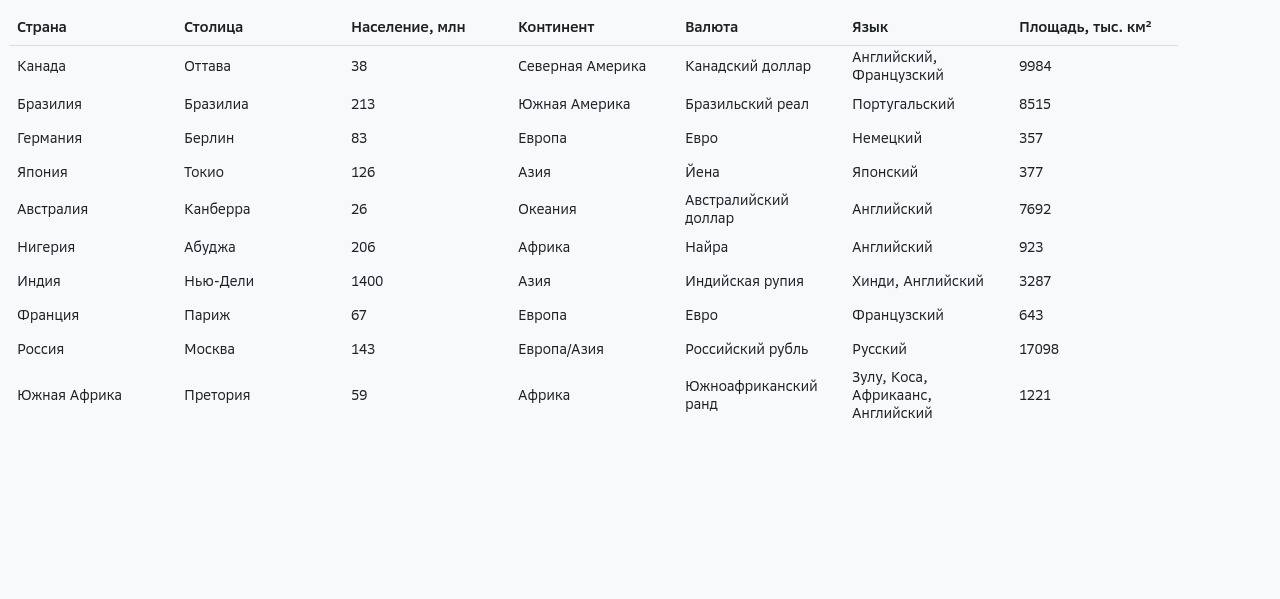 Страна Столица Население, млн Континент Валюта Язык Площадь, тыс. км²
Канада Оттава 38 Северная Америка Канадский доллар Английский, Французский 9984
Бразилия Бразилиа 213 Южная Америка Бразильский реал Португальский 8515
Германия Берлин 83 Европа Евро Немецкий 357
Япония Токио 126 Азия Йена Японский 377
Австралия Канберра 26 Океания Австралийский доллар Английский 7692
Нигерия Абуджа 206 Африка Найра Английский 923
Индия Нью-Дели 1400 Азия Индийская рупия Хинди, Английский 3287
Франция Париж 67 Европа Евро Французский 643
Россия Москва 143 Европа/Азия Российский рубль Русский 17098
Южная Африка Претория 59 Африка Южноафриканский ранд Зулу, Коса, Африкаанс, Английский 1221